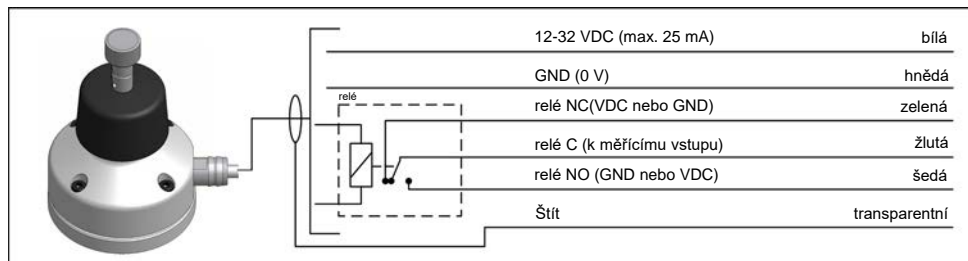 12-32 VDC (max. 25 mA) bílá
GND (0 V) hnědá
relé
relé NC(VDC nebo GND) zelená
relé C (k měřícímu vstupu) žlutá
relé NO (GND nebo VDC) šedá
Štít transparentní